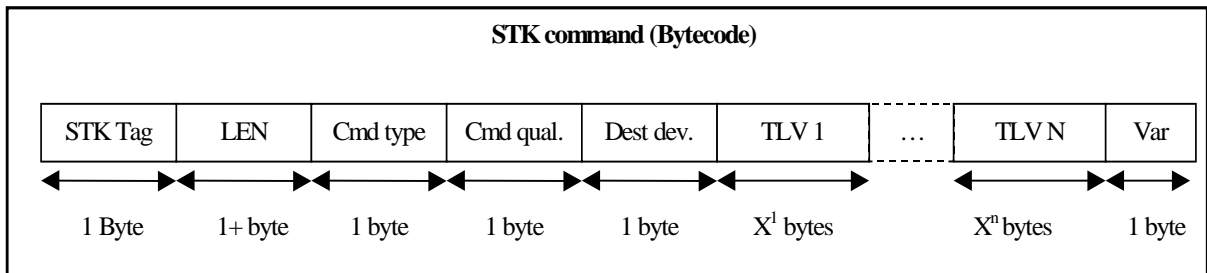 STK command (Bytecode)
STK Tag LEN Cmd type Cmd qual. Dest dev. TLV 1 … TLV N Var
1 Byte 1+ byte 1 byte 1 byte 1 byte X¹ bytes Xⁿ bytes 1 byte